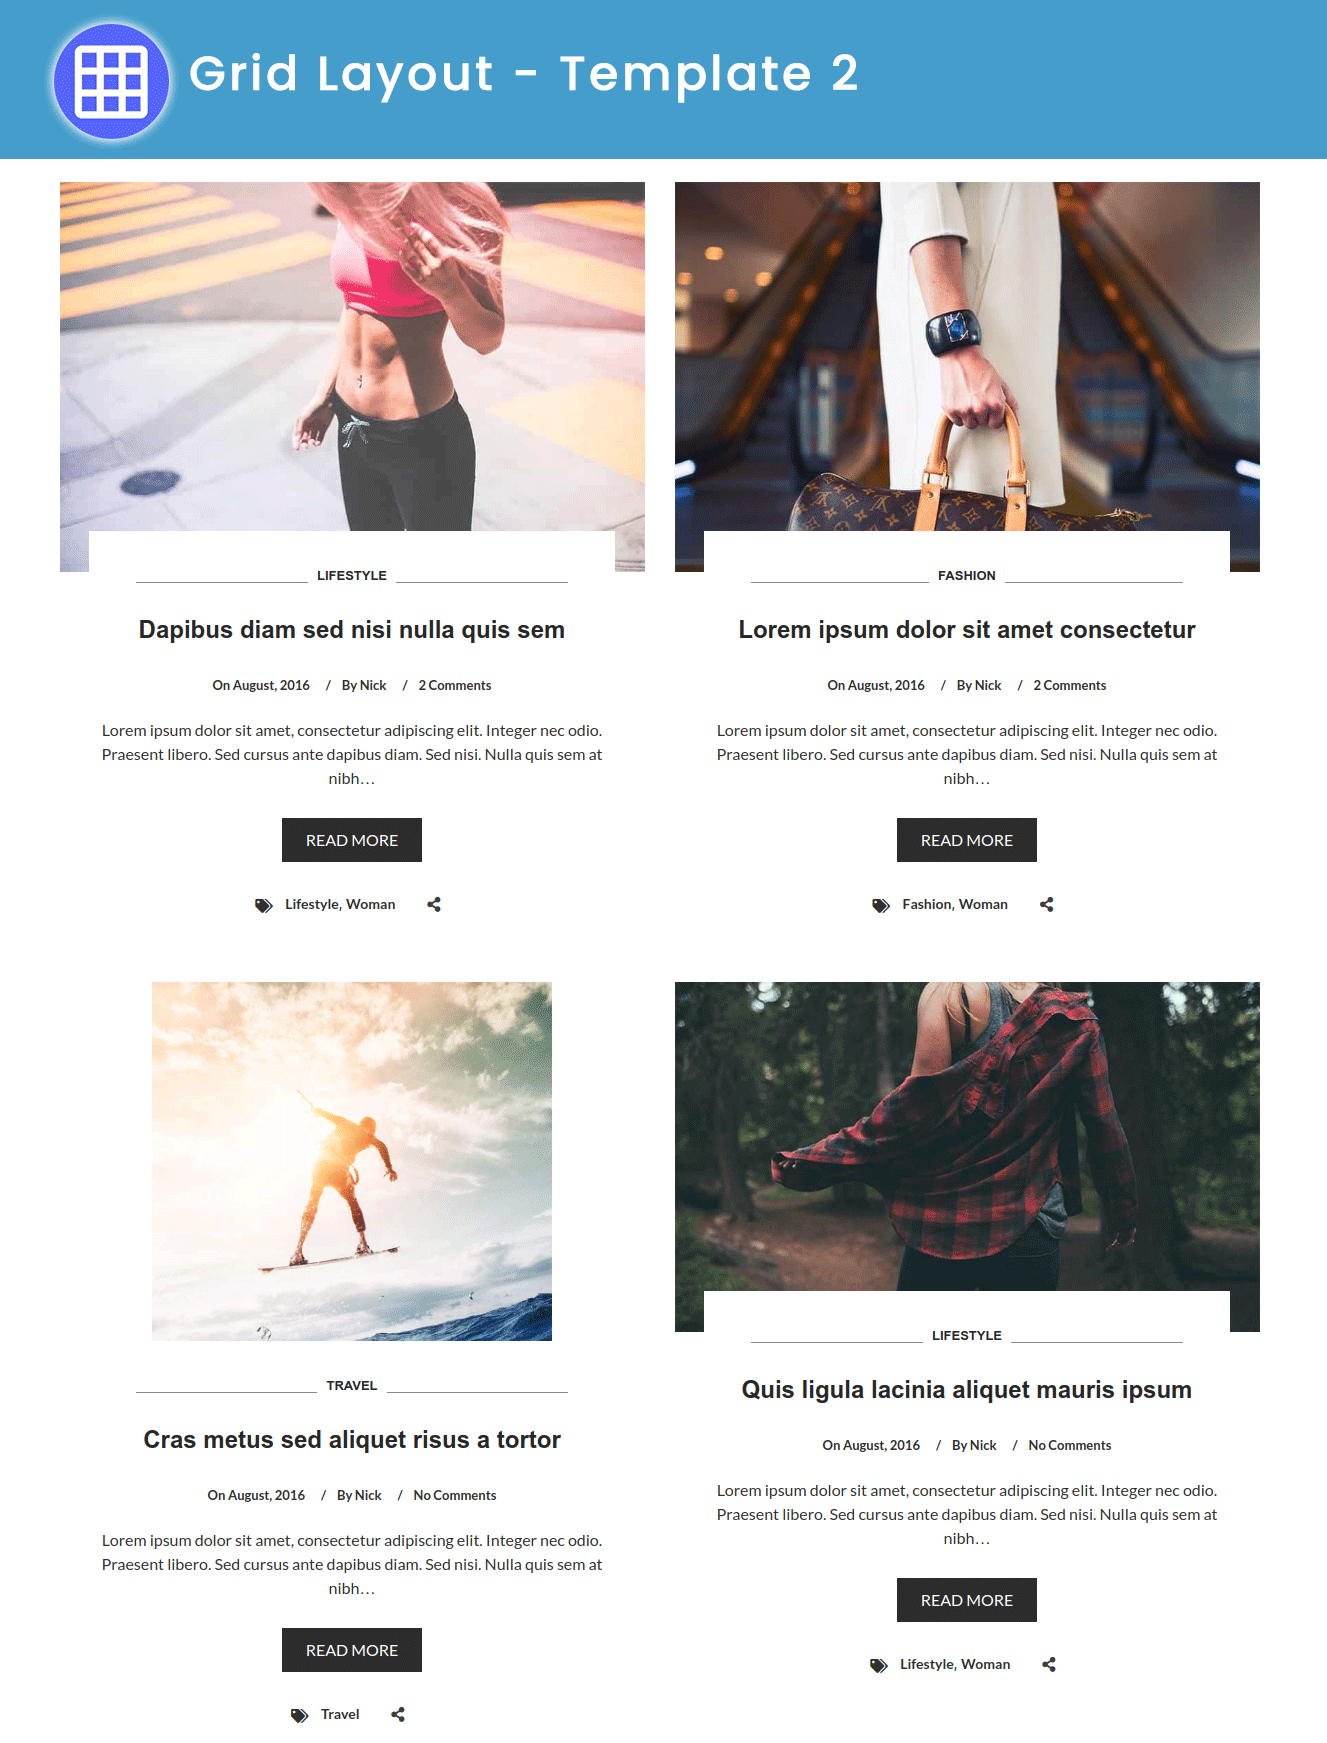 Grid Layout - Template 2
LIFESTYLE
Dapibus diam sed nisi nulla quis sem
On August, 2016 / By Nick / 2 Comments
Lorem ipsum dolor sit amet, consectetur adipiscing elit. Integer nec odio.
Praesent libero. Sed cursus ante dapibus diam. Sed nisi. Nulla quis sem at
nibh…
READ MORE
Lifestyle, Woman
FASHION
Lorem ipsum dolor sit amet consectetur
On August, 2016 / By Nick / 2 Comments
Lorem ipsum dolor sit amet, consectetur adipiscing elit. Integer nec odio.
Praesent libero. Sed cursus ante dapibus diam. Sed nisi. Nulla quis sem at
nibh…
READ MORE
Fashion, Woman
TRAVEL
Cras metus sed aliquet risus a tortor
On August, 2016 / By Nick / No Comments
Lorem ipsum dolor sit amet, consectetur adipiscing elit. Integer nec odio.
Praesent libero. Sed cursus ante dapibus diam. Sed nisi. Nulla quis sem at
nibh…
READ MORE
Travel
LIFESTYLE
Quis ligula lacinia aliquet mauris ipsum
On August, 2016 / By Nick / No Comments
Lorem ipsum dolor sit amet, consectetur adipiscing elit. Integer nec odio.
Praesent libero. Sed cursus ante dapibus diam. Sed nisi. Nulla quis sem at
nibh…
READ MORE
Lifestyle, Woman